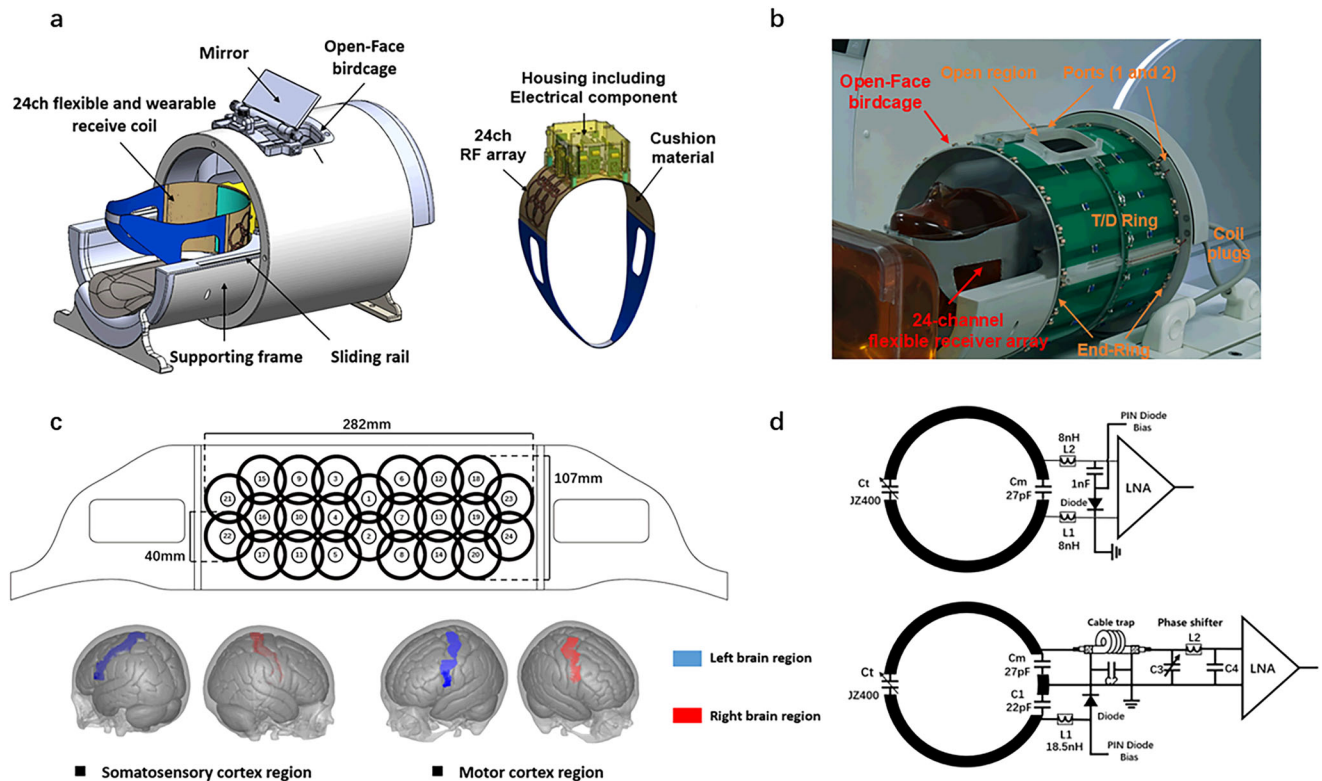 a
Mirror
Open-Face
birdcage
24ch flexible and wearable
receive coil
Supporting frame
Sliding rail
Housing including
Electrical component
24ch
RF array
Cushion
material
b
Open-Face
birdcage
Open region
Ports (1 and 2)
T/D Ring
Coil
plugs
24-channel
flexible receiver array
End-Ring
c
282mm
107mm
40mm
15
9
3
6
12
18
21
1
23
16
10
4
7
13
19
22
2
24
17
11
5
8
14
20
Left brain region
Right brain region
Somatosensory cortex region
Motor cortex region
d
PIN Diode
Bias
8nH
L2
Ct
JZ400
Cm
27pF
1nF
Diode
LNA
L1
8nH
Cable trap
Phase shifter
L2
Cm
27pF
C2
C3
C4
LNA
Ct
JZ400
C1
22pF
Diode
L1
18.5nH
PIN Diode
Bias